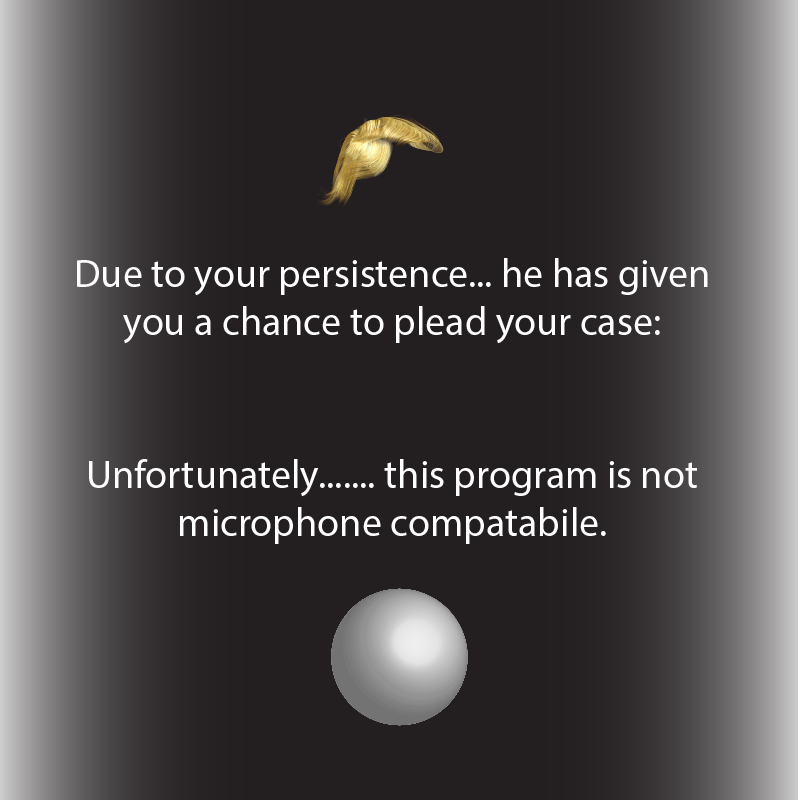 Due to your persistence... he has given
you a chance to plead your case:
Unfortunately....... this program is not
microphone compatabile.